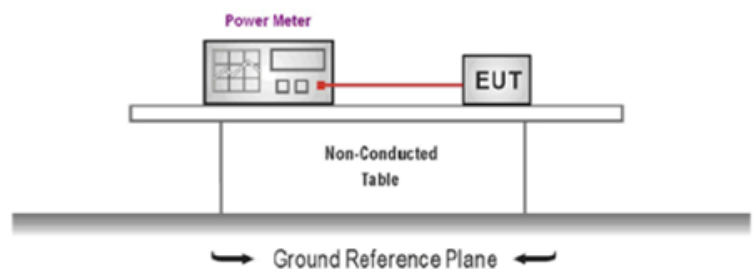 Power Meter
EUT
Non-Conducted
Table
Ground Reference Plane